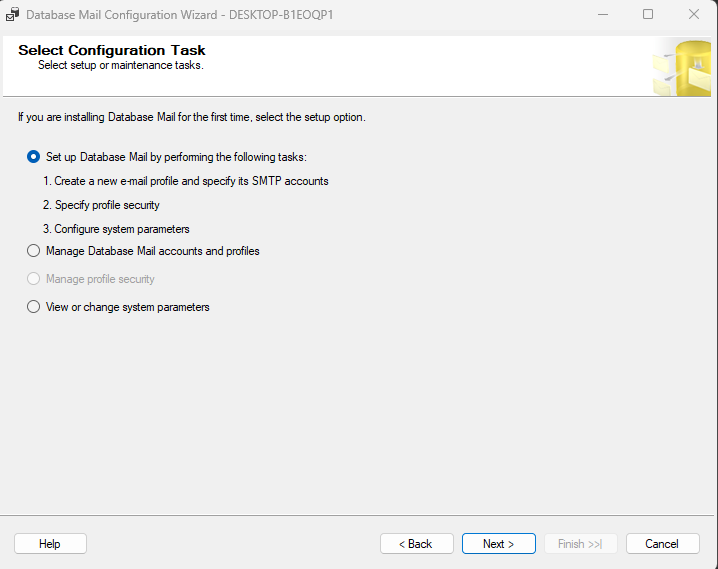 Database Mail Configuration Wizard - DESKTOP-B1EOQP1
Select Configuration Task
Select setup or maintenance tasks.
If you are installing Database Mail for the first time, select the setup option.
Set up Database Mail by performing the following tasks:
1. Create a new e-mail profile and specify its SMTP accounts
2. Specify profile security
3. Configure system parameters
Manage Database Mail accounts and profiles
Manage profile security
View or change system parameters
Help
< Back
Next >
Finish >>|
Cancel